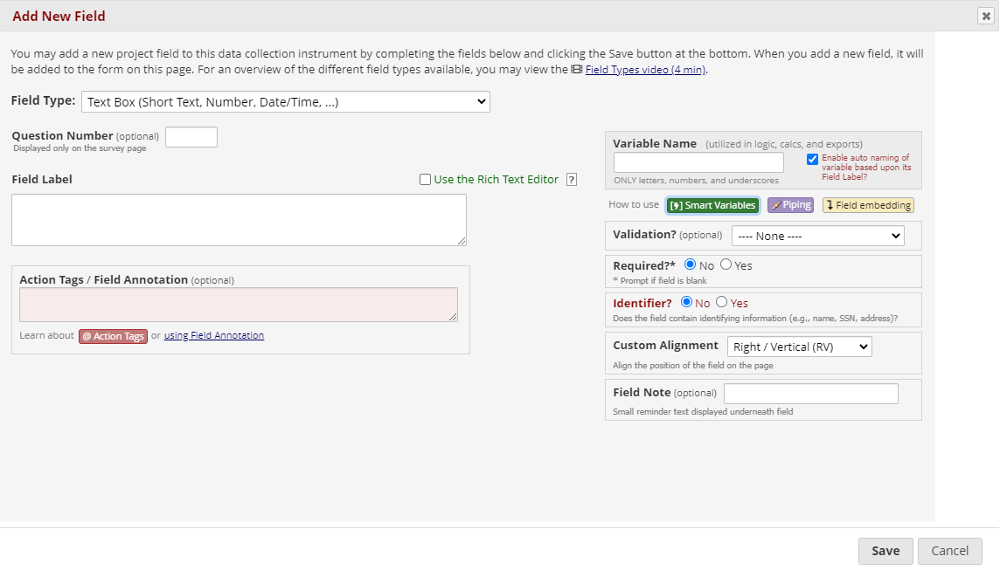 Add New Field
You may add a new project field to this data collection instrument by completing the fields below and clicking the Save button at the bottom. When you add a new field, it will
be added to the form on this page. For an overview of the different field types available, you may view the Field Types video (4 min).
Field Type: Text Box (Short Text, Number, Date/Time, ...)
Question Number (optional)
Displayed only on the survey page
Field Label
Use the Rich Text Editor ?
Action Tags / Field Annotation (optional)
Learn about @ Action Tags or using Field Annotation
Variable Name (utilized in logic, calcs, and exports)
ONLY letters, numbers, and underscores
Enable auto naming of
variable based upon its
Field Label?
How to use [] Smart Variables Piping Field embedding
Validation? (optional) ---- None ----
Required?* No Yes
* Prompt if field is blank
Identifier? No Yes
Does the field contain identifying information (e.g., name, SSN, address)?
Custom Alignment Right / Vertical (RV)
Align the position of the field on the page
Field Note (optional)
Small reminder text displayed underneath field
Save Cancel